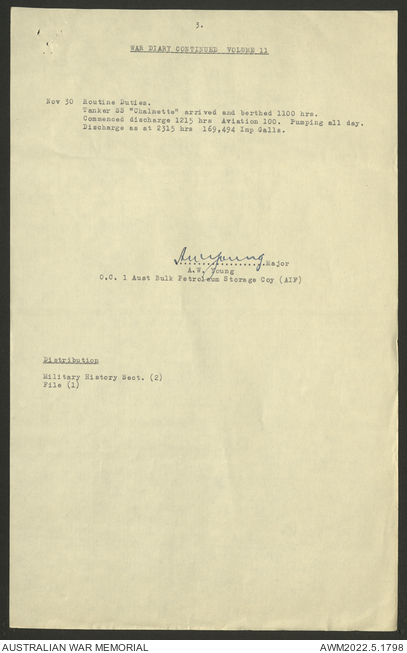 3.
WAR DIARY CONTINUED VOLUME 11
Nov 30 Routine Duties.
Tanker SS "Chalmette" arrived and berthed 1100 hrs.
Commenced discharge 1215 hrs Aviation 100. Pumping all day.
Discharge as at 2315 hrs 169,494 Imp Galls.
AWYoung
....................Major
A.W. Young
O.C. 1 Aust Bulk Petroleum Storage Coy (AIF)
Distribution
Military History Sect. (2)
File (1)
AUSTRALIAN WAR MEMORIAL
AWM2022.5.1798